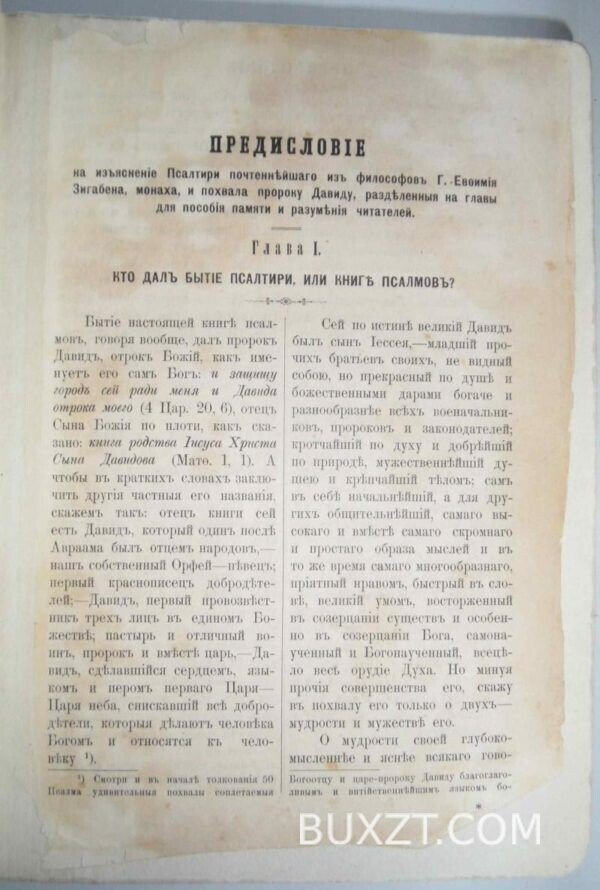 ПРЕДИСЛОВІЕ
на изъясненіе Псалтири почтеннѣйшаго изъ философовъ Г. Евѳимія
Зигабена, монаха, и похвала пророку Давиду, раздѣленныя на главы
для пособія памяти и разумѣнія читателей.
Глава I.
КТО ДАЛЪ БЫТІЕ ПСАЛТИРИ, ИЛИ КНИГѢ ПСАЛМОВЪ?
Бытіе настоящей книгѣ псал-
мовъ, говоря вообще, далъ пророкъ
Давидъ, отрокъ Божій, какъ име-
нуетъ его самъ Богъ: и защищу
городъ сей ради меня и Давида
отрока моего (4 Цар. 20, 6), отецъ
Сына Божія по плоти, какъ ска-
зано: книга родства Іисуса Христа
Сына Давидова (Матѳ. 1, 1). А
чтобы въ краткихъ словахъ заклю-
чить другія частныя его названія,
скажемъ такъ: отецъ книги сей
есть Давидъ, который одинъ послѣ
Авраама былъ отцемъ народовъ,—
нашъ собственный Орфей—пѣвецъ;
первый краснописецъ добродѣте-
лей;—Давидъ, первый провозвѣст-
никъ трехъ лицъ въ единомъ Бо-
жествѣ; пастырь и отличный во-
инъ, пророкъ и вмѣстѣ царь,—Да-
видъ, сдѣлавшійся сердцемъ, язы-
комъ и перомъ перваго Царя—
Царя неба, снискавшій всѣ добро-
дѣтели, которыя дѣлаютъ человѣка
Богомъ и относятся къ чело-
вѣку ¹).
¹) Смотри и въ началѣ толкованія 50
Псалма удивительныя похвалы соплетаемыя
Сей по истинѣ великій Давидъ
былъ сынъ Іессея,—младшій про-
чихъ братьевъ своихъ, не видный
собою, но прекрасный по душѣ и
божественными дарами богаче и
разнообразнѣе всѣхъ военачальни-
ковъ, пророковъ и законодателей;
кротчайшій по духу и добрѣйшій
по природѣ, мужественнѣйшій ду-
шею и крѣпчайшій тѣломъ; самъ
въ себѣ начальнѣйшій, а для дру-
гихъ общительнѣйшій, самаго вы-
сокаго и вмѣстѣ самаго скромнаго
и простаго образа мыслей и въ
то же время самаго многообразнаго,
пріятный нравомъ, быстрый въ сло-
вѣ, великій умомъ, восторженный
въ созерцаніи существъ и особен-
но въ созерцаніи Бога, самона-
ученный и Богонаученный, всецѣ-
ло весь орудіе Духа. Но минуя
прочія совершенства его, скажу
въ похвалу его только о двухъ—
мудрости и мужествѣ его.
О мудрости своей глубоко-
мысленнѣе и яснѣе всякаго гово-
Богоотцу и царе-пророку Давиду благоглаго-
ливымъ и витійственнѣйшимъ языкомъ бо-
*
BUXZT.COM